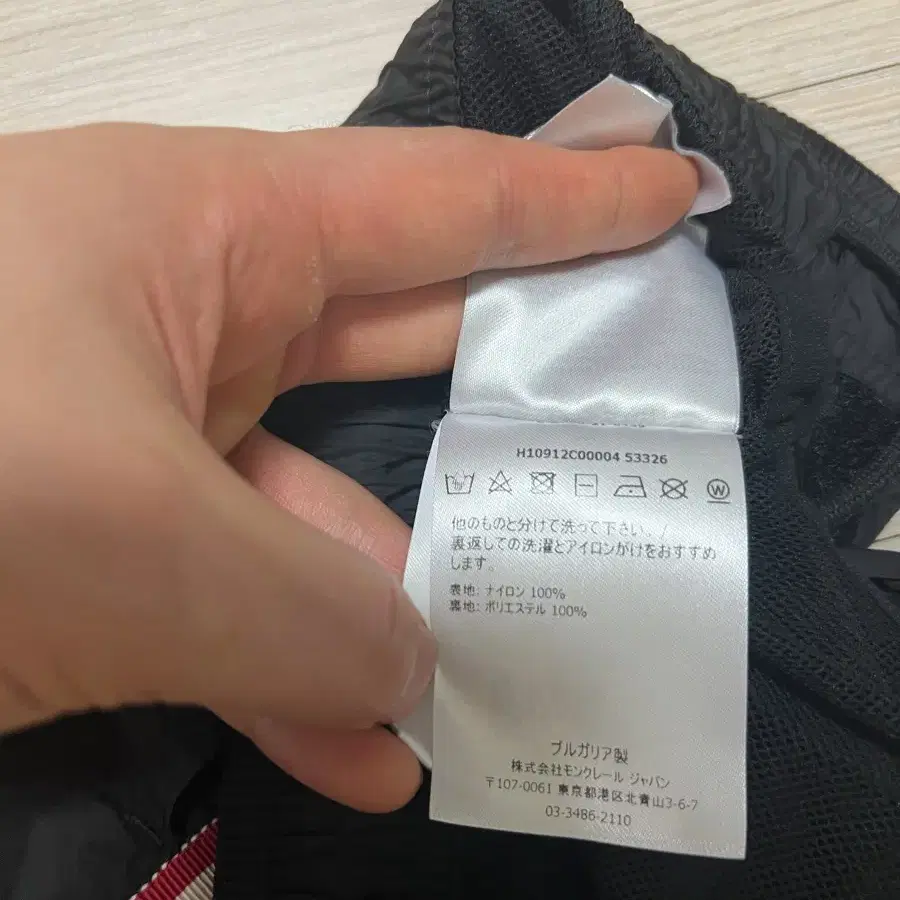 H10912C00004 53326
W
他のものと分けて洗って下さい /
裏返しての洗濯とアイロンがけをおすすめ
します。
表地: ナイロン 100%
裏地: ポリエステル 100%
ブルガリア製
株式会社モンクレール ジャパン
〒107-0061 東京都港区北青山3-6-7
03-3486-2110